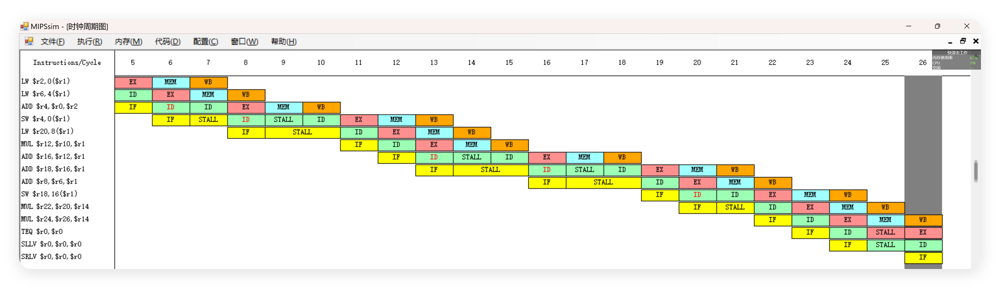 MIPSsim - [时钟周期图]
文件(F) 执行(R) 内存(M) 代码(D) 配置(C) 窗口(W) 帮助(H)
快滚去工作
内存使用率 67%
CPU 5%
空闲 --
Instructions/Cycle 5 6 7 8 9 10 11 12 13 14 15 16 17 18 19 20 21 22 23 24 25 26
LW $r2,0($r1) EX MEM WB
LW $r6,4($r1) ID EX MEM WB
ADD $r4,$r0,$r2 IF ID ID EX MEM WB
SW $r4,0($r1) IF STALL ID STALL ID EX MEM WB
LW $r20,8($r1) IF STALL ID EX MEM WB
MUL $r12,$r10,$r1 IF ID EX MEM WB
ADD $r16,$r12,$r1 IF ID STALL ID EX MEM WB
ADD $r18,$r16,$r1 IF STALL ID STALL ID EX MEM WB
ADD $r8,$r6,$r1 IF STALL ID EX MEM WB
SW $r18,16($r1) IF ID ID EX MEM WB
MUL $r22,$r20,$r14 IF STALL ID EX MEM WB
MUL $r24,$r26,$r14 IF ID EX MEM WB
TEQ $r0,$r0 IF ID STALL EX
SLLV $r0,$r0,$r0 IF STALL ID
SRLV $r0,$r0,$r0 IF